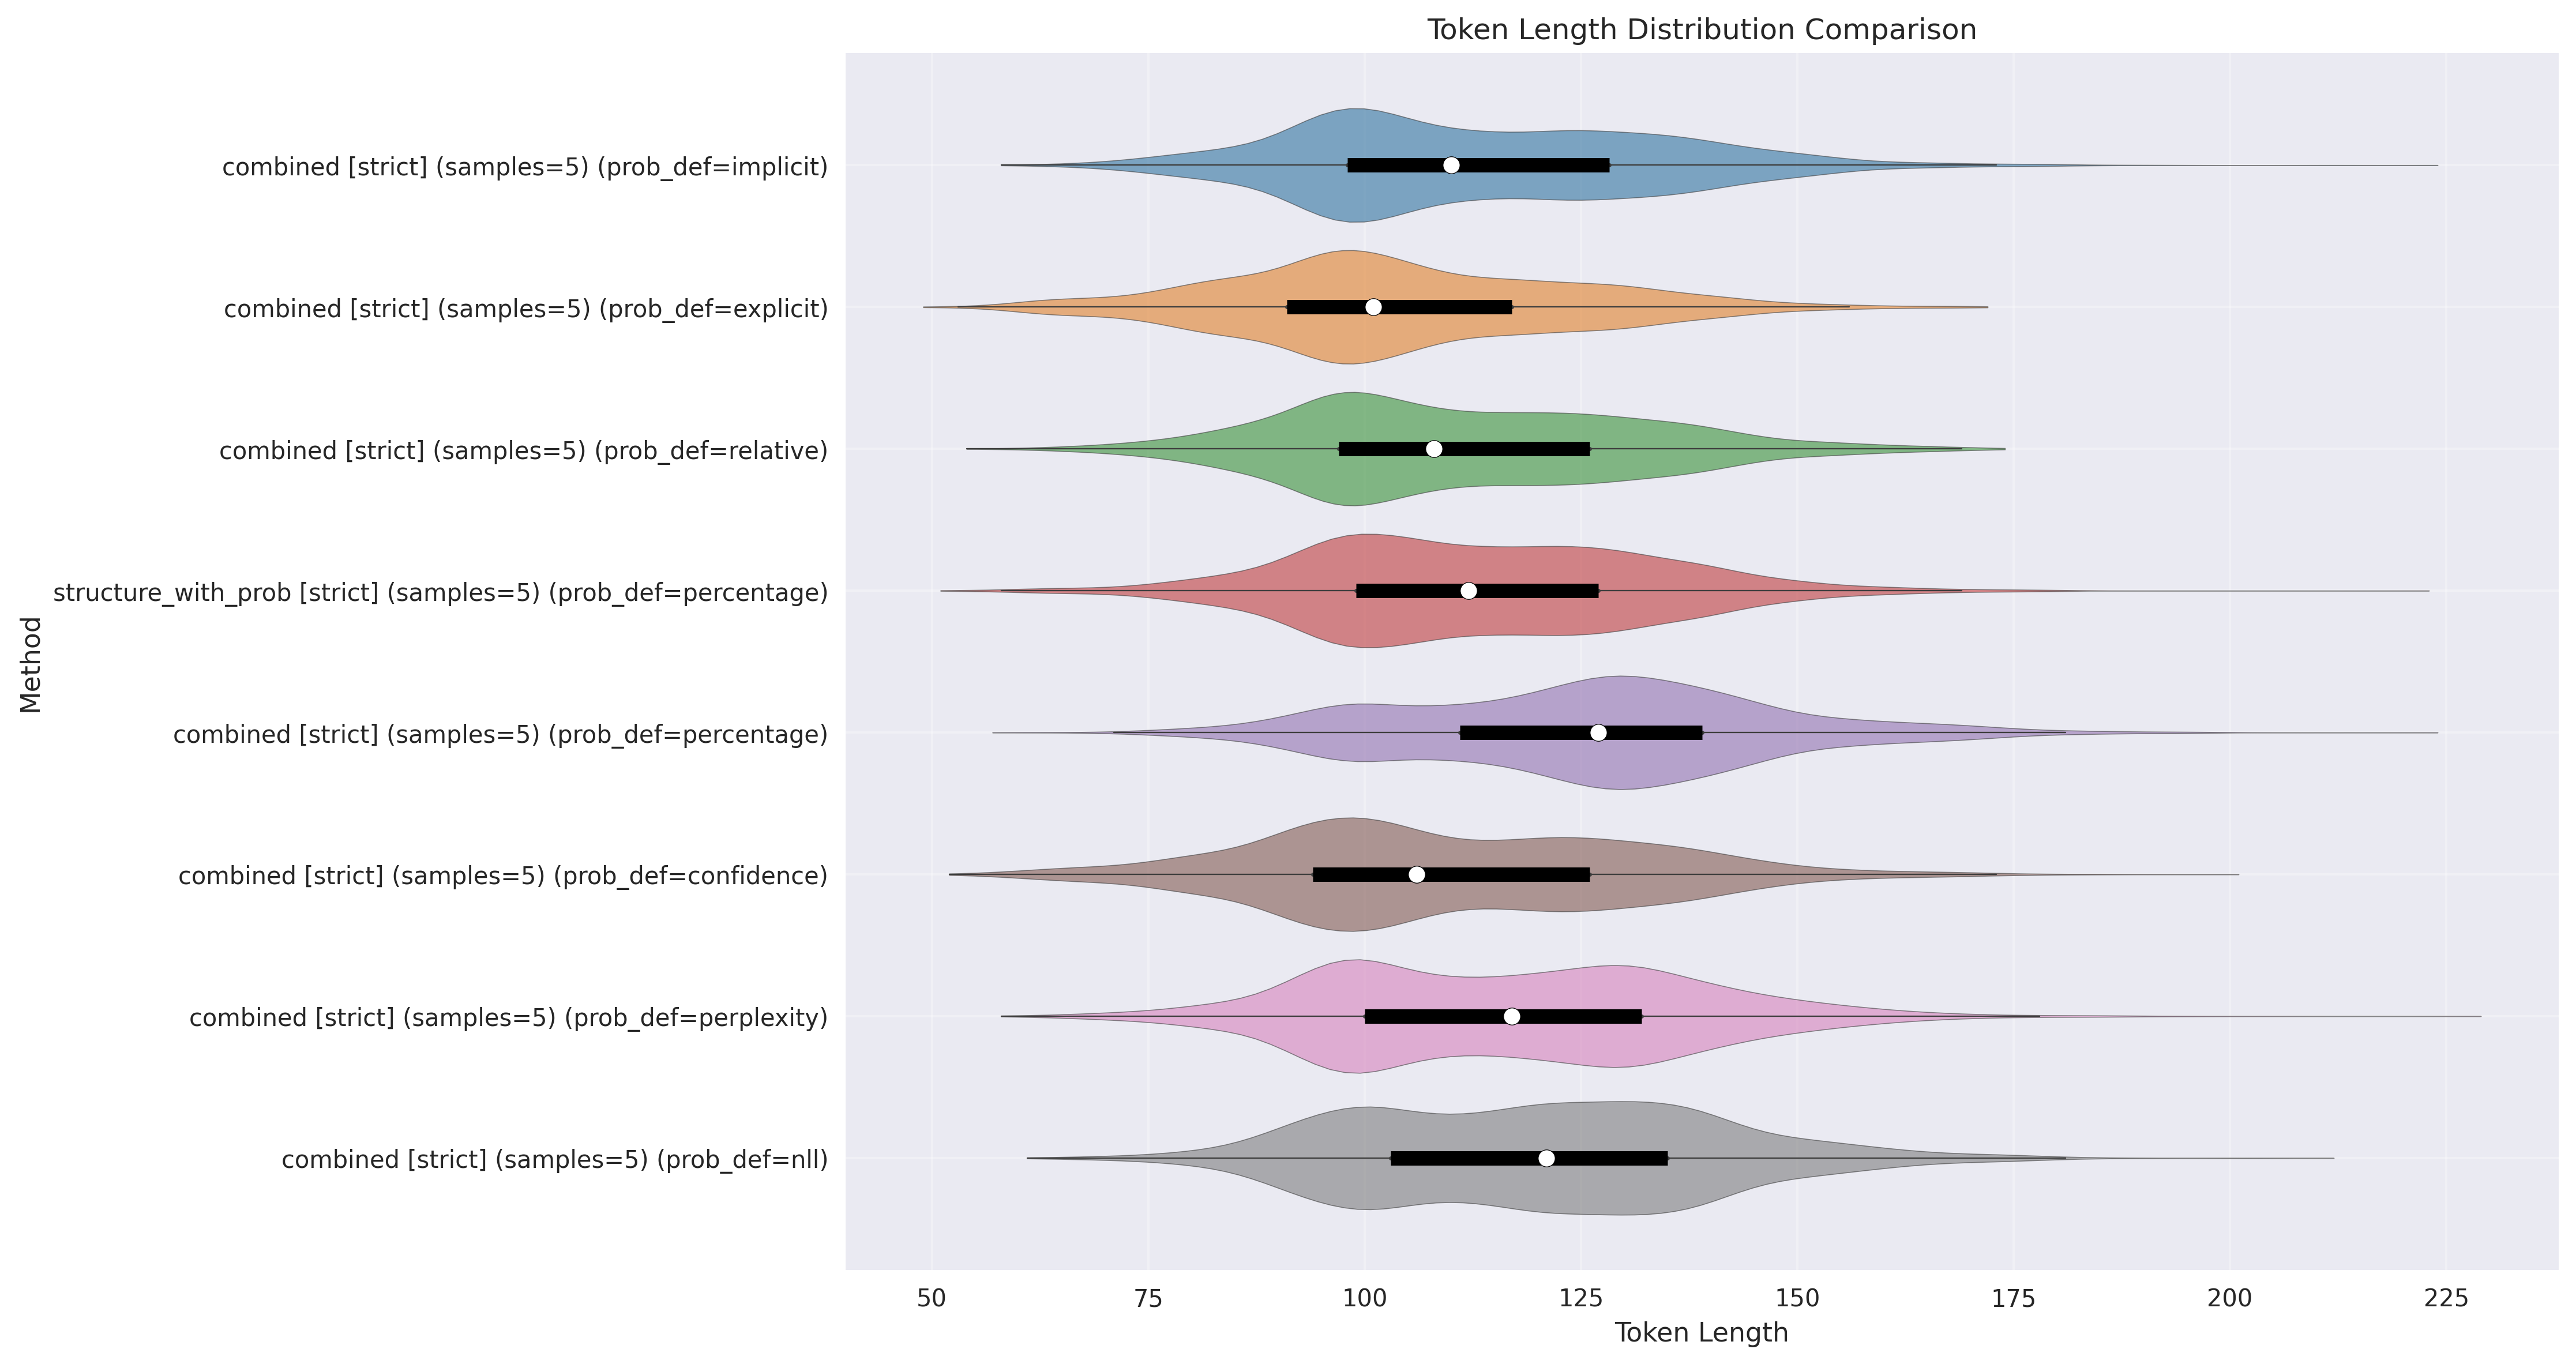 Token Length Distribution Comparison
Method
combined [strict] (samples=5) (prob_def=implicit)
combined [strict] (samples=5) (prob_def=explicit)
combined [strict] (samples=5) (prob_def=relative)
structure_with_prob [strict] (samples=5) (prob_def=percentage)
combined [strict] (samples=5) (prob_def=percentage)
combined [strict] (samples=5) (prob_def=confidence)
combined [strict] (samples=5) (prob_def=perplexity)
combined [strict] (samples=5) (prob_def=nll)
50 75 100 125 150 175 200 225
Token Length